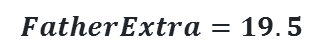 FatherExtra = 19.5